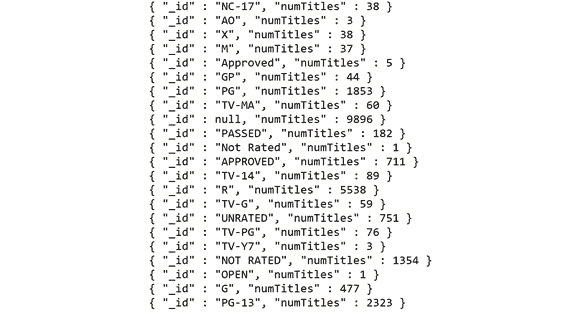 { "_id" : "NC-17", "numTitles" : 38 }
{ "_id" : "AO", "numTitles" : 3 }
{ "_id" : "X", "numTitles" : 38 }
{ "_id" : "M", "numTitles" : 37 }
{ "_id" : "Approved", "numTitles" : 5 }
{ "_id" : "GP", "numTitles" : 44 }
{ "_id" : "PG", "numTitles" : 1853 }
{ "_id" : "TV-MA", "numTitles" : 60 }
{ "_id" : null, "numTitles" : 9896 }
{ "_id" : "PASSED", "numTitles" : 182 }
{ "_id" : "Not Rated", "numTitles" : 1 }
{ "_id" : "APPROVED", "numTitles" : 711 }
{ "_id" : "TV-14", "numTitles" : 89 }
{ "_id" : "R", "numTitles" : 5538 }
{ "_id" : "TV-G", "numTitles" : 59 }
{ "_id" : "UNRATED", "numTitles" : 751 }
{ "_id" : "TV-PG", "numTitles" : 76 }
{ "_id" : "TV-Y7", "numTitles" : 3 }
{ "_id" : "NOT RATED", "numTitles" : 1354 }
{ "_id" : "OPEN", "numTitles" : 1 }
{ "_id" : "G", "numTitles" : 477 }
{ "_id" : "PG-13", "numTitles" : 2323 }